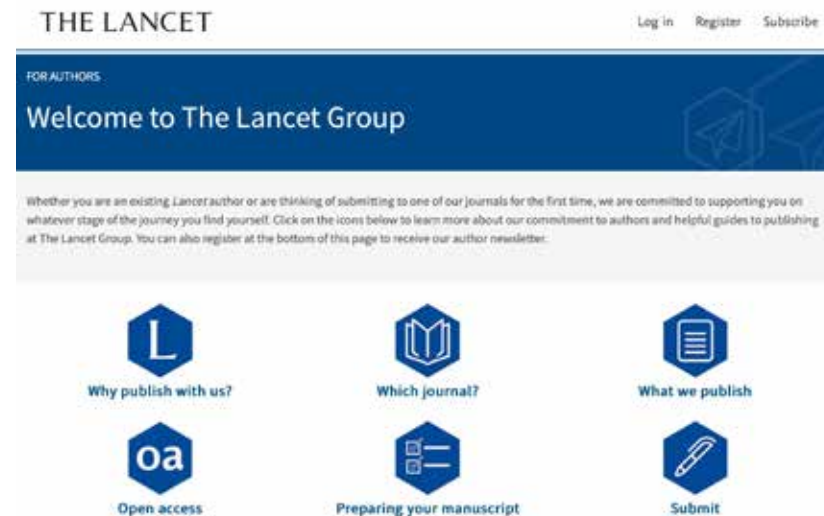 THE LANCET
Log in Register Subscribe
FOR AUTHORS
Welcome to The Lancet Group
Whether you are an existing Lancet author or are thinking of submitting to one of our journals for the first time, we are committed to supporting you on
whatever stage of the journey you find yourself. Click on the icons below to learn more about our commitment to authors and helpful guides to publishing
at The Lancet Group. You can also register at the bottom of this page to receive our author newsletter.
L
Why publish with us?
Which journal?
What we publish
oa
Open access
Preparing your manuscript
Submit